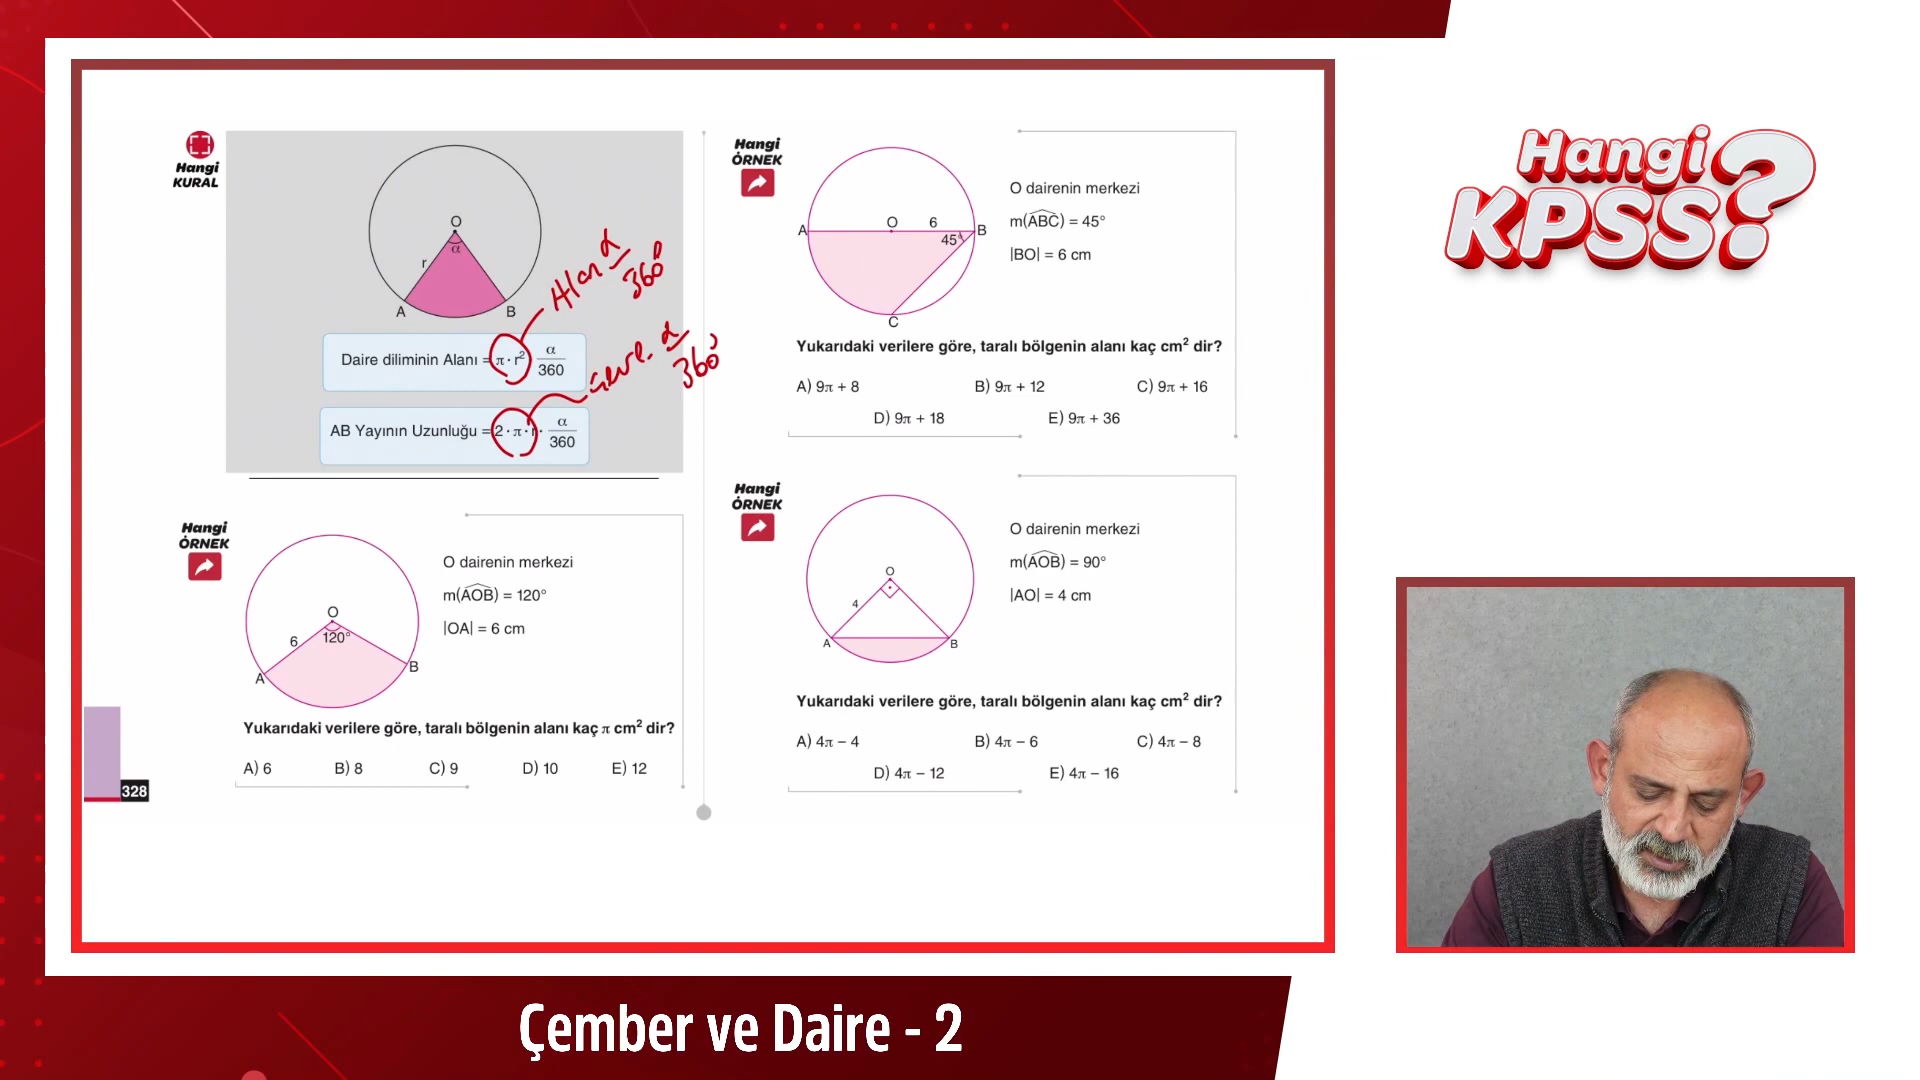 Hangi
KURAL
O
α
r
A
B
Alan α/360°
Daire diliminin Alanı = π · r² α/360
Çevre. α/360°
AB Yayının Uzunluğu = 2 · π · r · α/360
Hangi
ÖRNEK
O
6
120°
A
B
O dairenin merkezi
m(AOB) = 120°
|OA| = 6 cm
Yukarıdaki verilere göre, taralı bölgenin alanı kaç π cm² dir?
A) 6 B) 8 C) 9 D) 10 E) 12
328
Hangi
ÖRNEK
A
O
6
45°
B
C
O dairenin merkezi
m(ABC) = 45°
|BO| = 6 cm
Yukarıdaki verilere göre, taralı bölgenin alanı kaç cm² dir?
A) 9π + 8 B) 9π + 12 C) 9π + 16
D) 9π + 18 E) 9π + 36
Hangi
ÖRNEK
O
4
A
B
O dairenin merkezi
m(AOB) = 90°
|AO| = 4 cm
Yukarıdaki verilere göre, taralı bölgenin alanı kaç cm² dir?
A) 4π − 4 B) 4π − 6 C) 4π − 8
D) 4π − 12 E) 4π − 16
Hangi
KPSS?
Çember ve Daire - 2